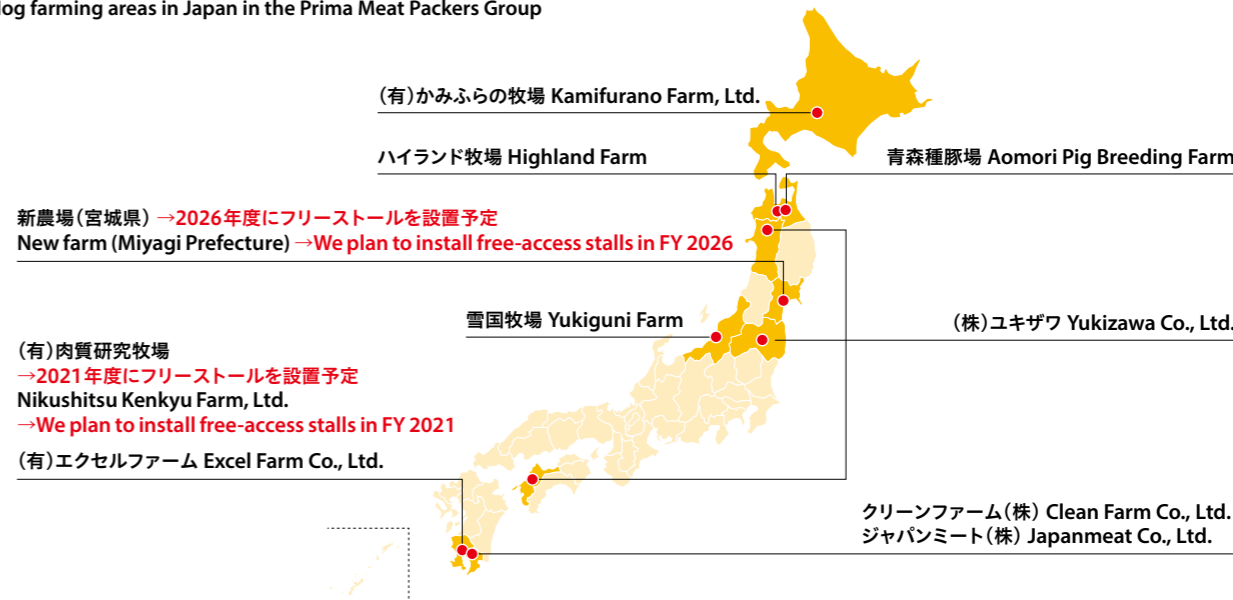 og farming areas in Japan in the Prima Meat Packers Group
(有)かみふらの牧場 Kamifurano Farm, Ltd.
ハイランド牧場 Highland Farm
青森種豚場 Aomori Pig Breeding Farm
新農場(宮城県) →2026年度にフリーストールを設置予定
New farm (Miyagi Prefecture) →We plan to install free-access stalls in FY 2026
雪国牧場 Yukiguni Farm
(株)ユキザワ Yukizawa Co., Ltd.
(有)肉質研究牧場
→2021年度にフリーストールを設置予定
Nikushitsu Kenkyu Farm, Ltd.
→We plan to install free-access stalls in FY 2021
(有)エクセルファーム Excel Farm Co., Ltd.
クリーンファーム(株) Clean Farm Co., Ltd.
ジャパンミート(株) Japanmeat Co., Ltd.